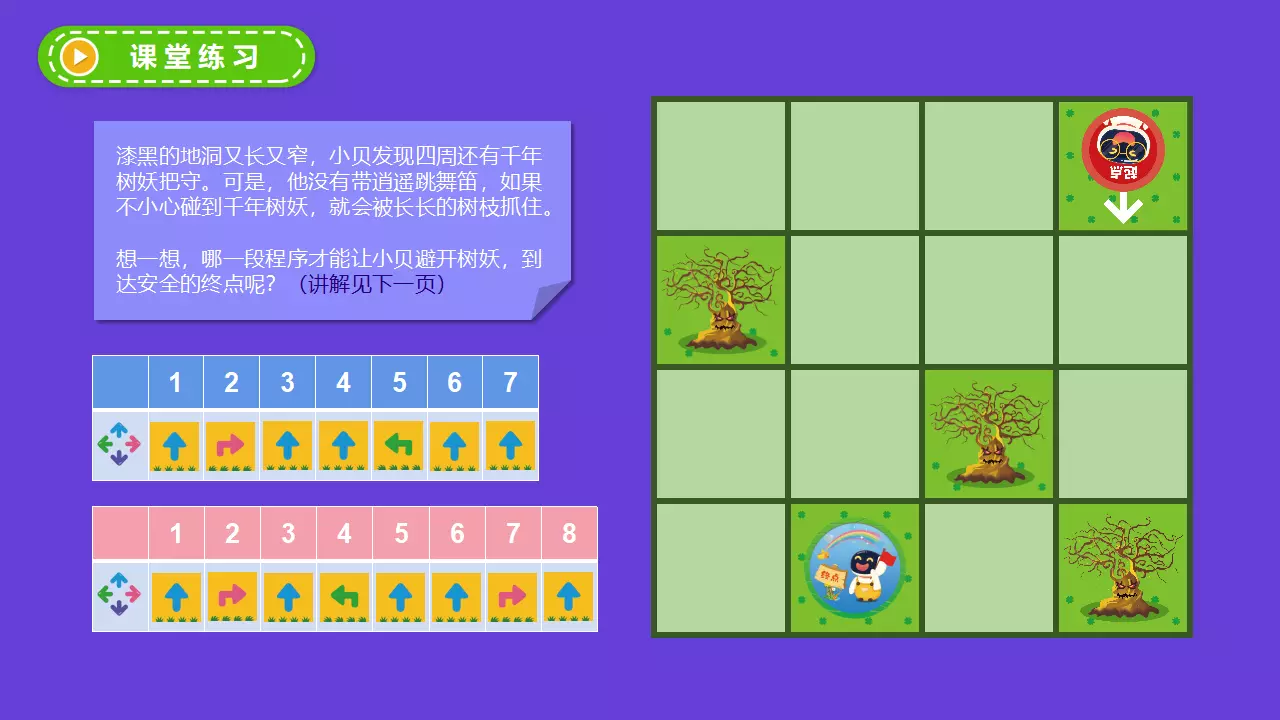 课堂练习
漆黑的地洞又长又窄，小贝发现四周还有千年
树妖把守。可是，他没有带逍遥跳舞笛，如果
不小心碰到千年树妖，就会被长长的树枝抓住。
想一想，哪一段程序才能让小贝避开树妖，到
达安全的终点呢？（讲解见下一页）
1 2 3 4 5 6 7
1 2 3 4 5 6 7 8
起点
终点